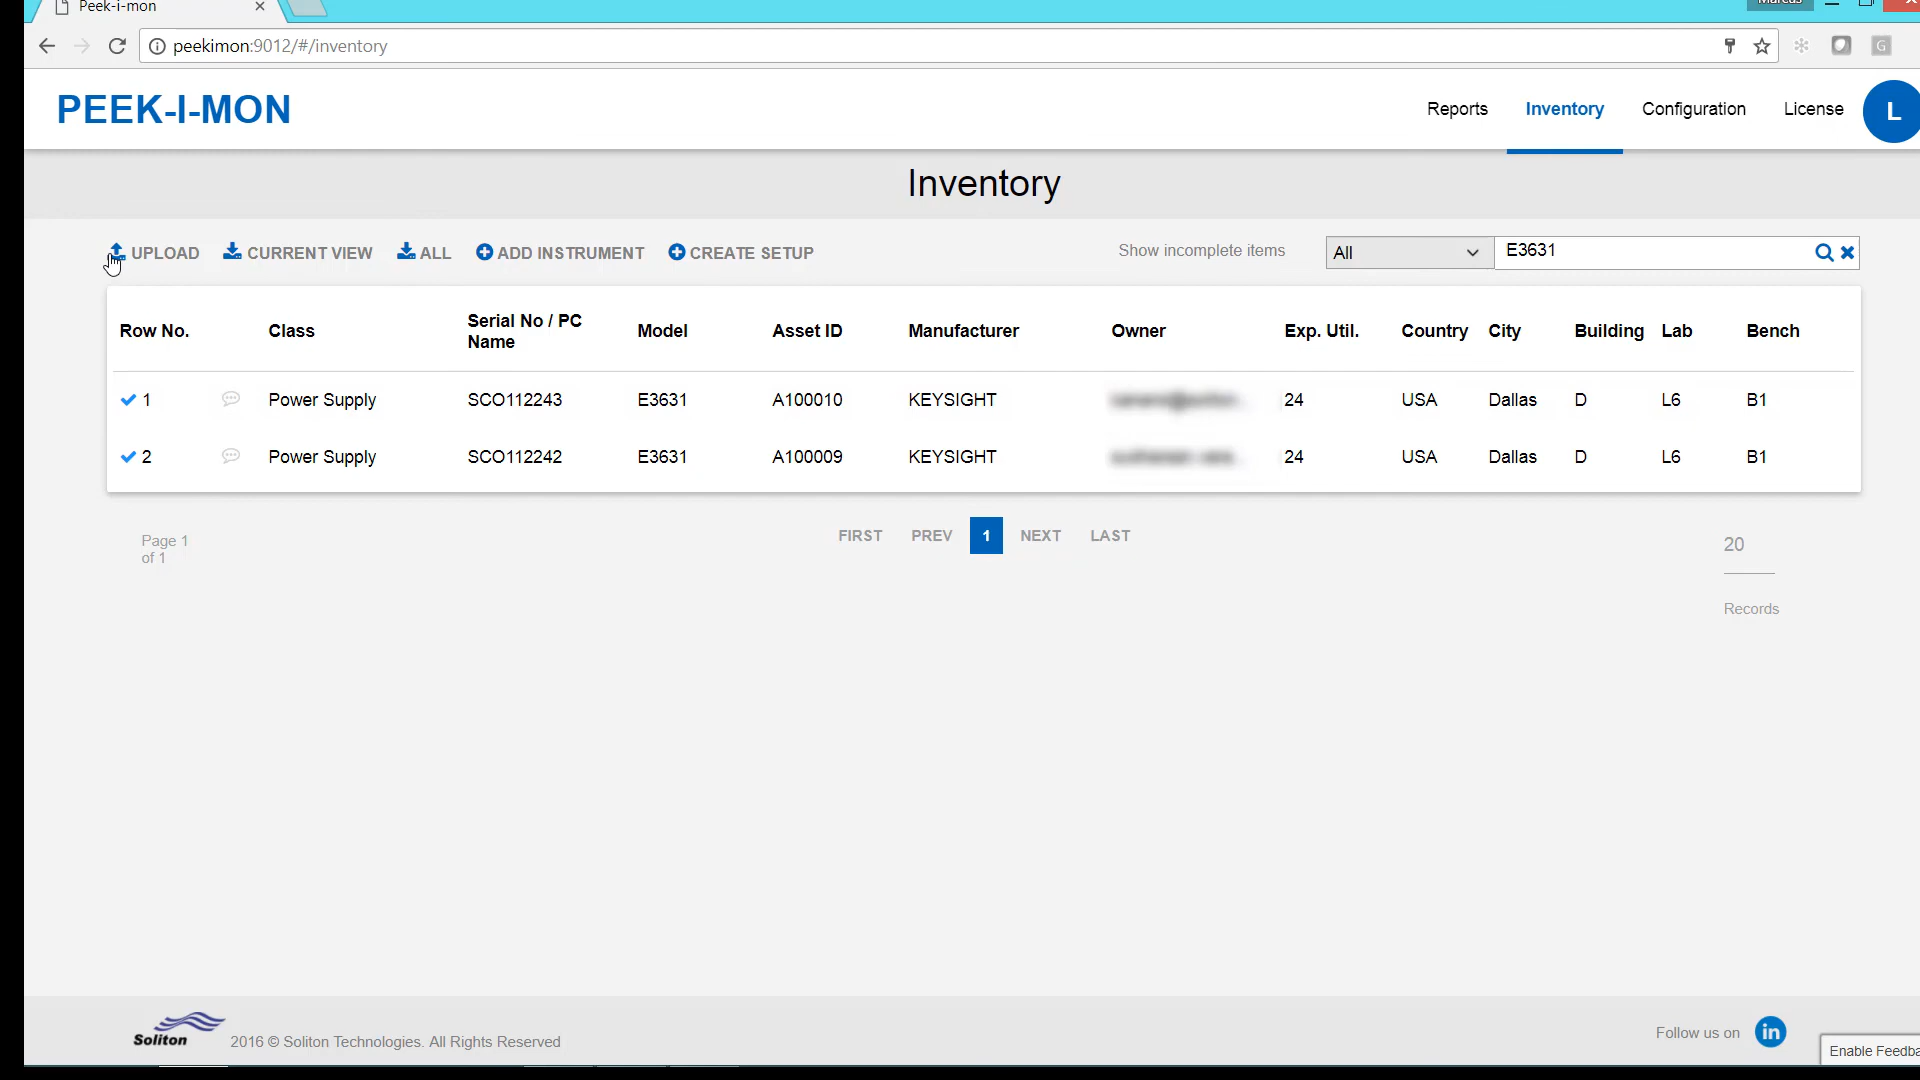 Peek-i-mon
Marcus
peekimon:9012/#/inventory
PEEK-I-MON
Reports Inventory Configuration License L
Inventory
UPLOAD CURRENT VIEW ALL ADD INSTRUMENT CREATE SETUP Show incomplete items All E3631
Row No. Class Serial No / PC Name Model Asset ID Manufacturer Owner Exp. Util. Country City Building Lab Bench
1 Power Supply SCO112243 E3631 A100010 KEYSIGHT 24 USA Dallas D L6 B1
2 Power Supply SCO112242 E3631 A100009 KEYSIGHT 24 USA Dallas D L6 B1
Page 1
of 1
FIRST PREV 1 NEXT LAST
20
Records
Soliton 2016 © Soliton Technologies. All Rights Reserved
Follow us on in
Enable Feedba